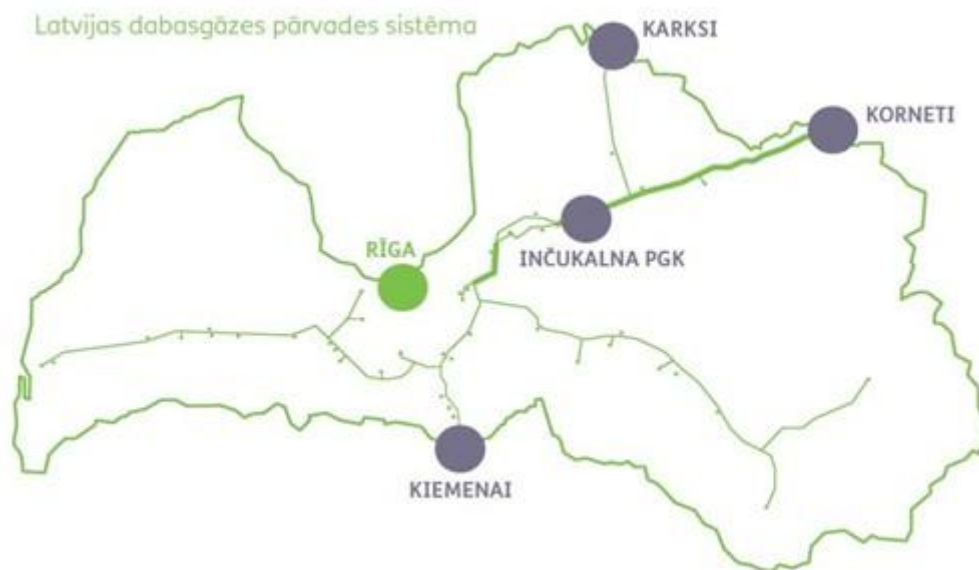 Latvijas dabasgāzes pārvades sistēma
KARKSI
KORNETI
RĪGA
INČUKALNA PGK
KIEMENAI